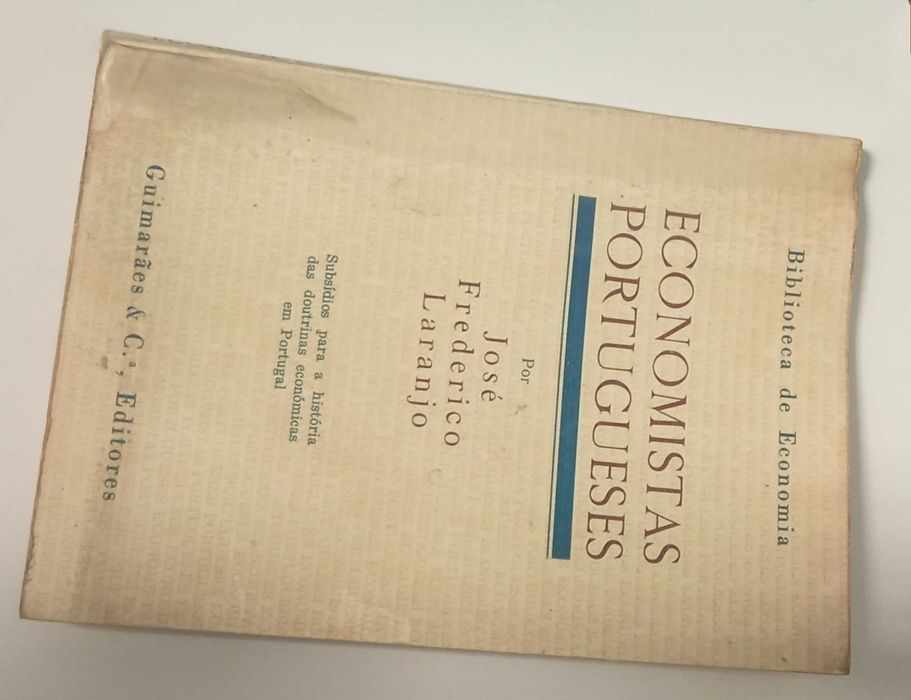 Biblioteca de Economia
ECONOMISTAS
PORTUGUESES
Por
José
Frederico
Laranjo
Subsídios para a história
das doutrinas económicas
em Portugal
Guimarães & C.ª, Editores